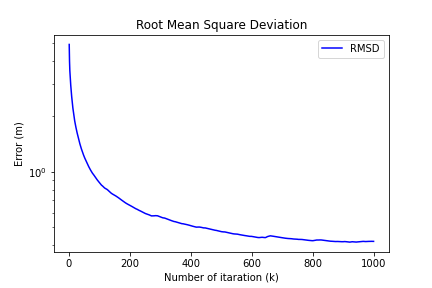 Root Mean Square Deviation
RMSD
Error (m)
10⁰
0 200 400 600 800 1000
Number of itaration (k)